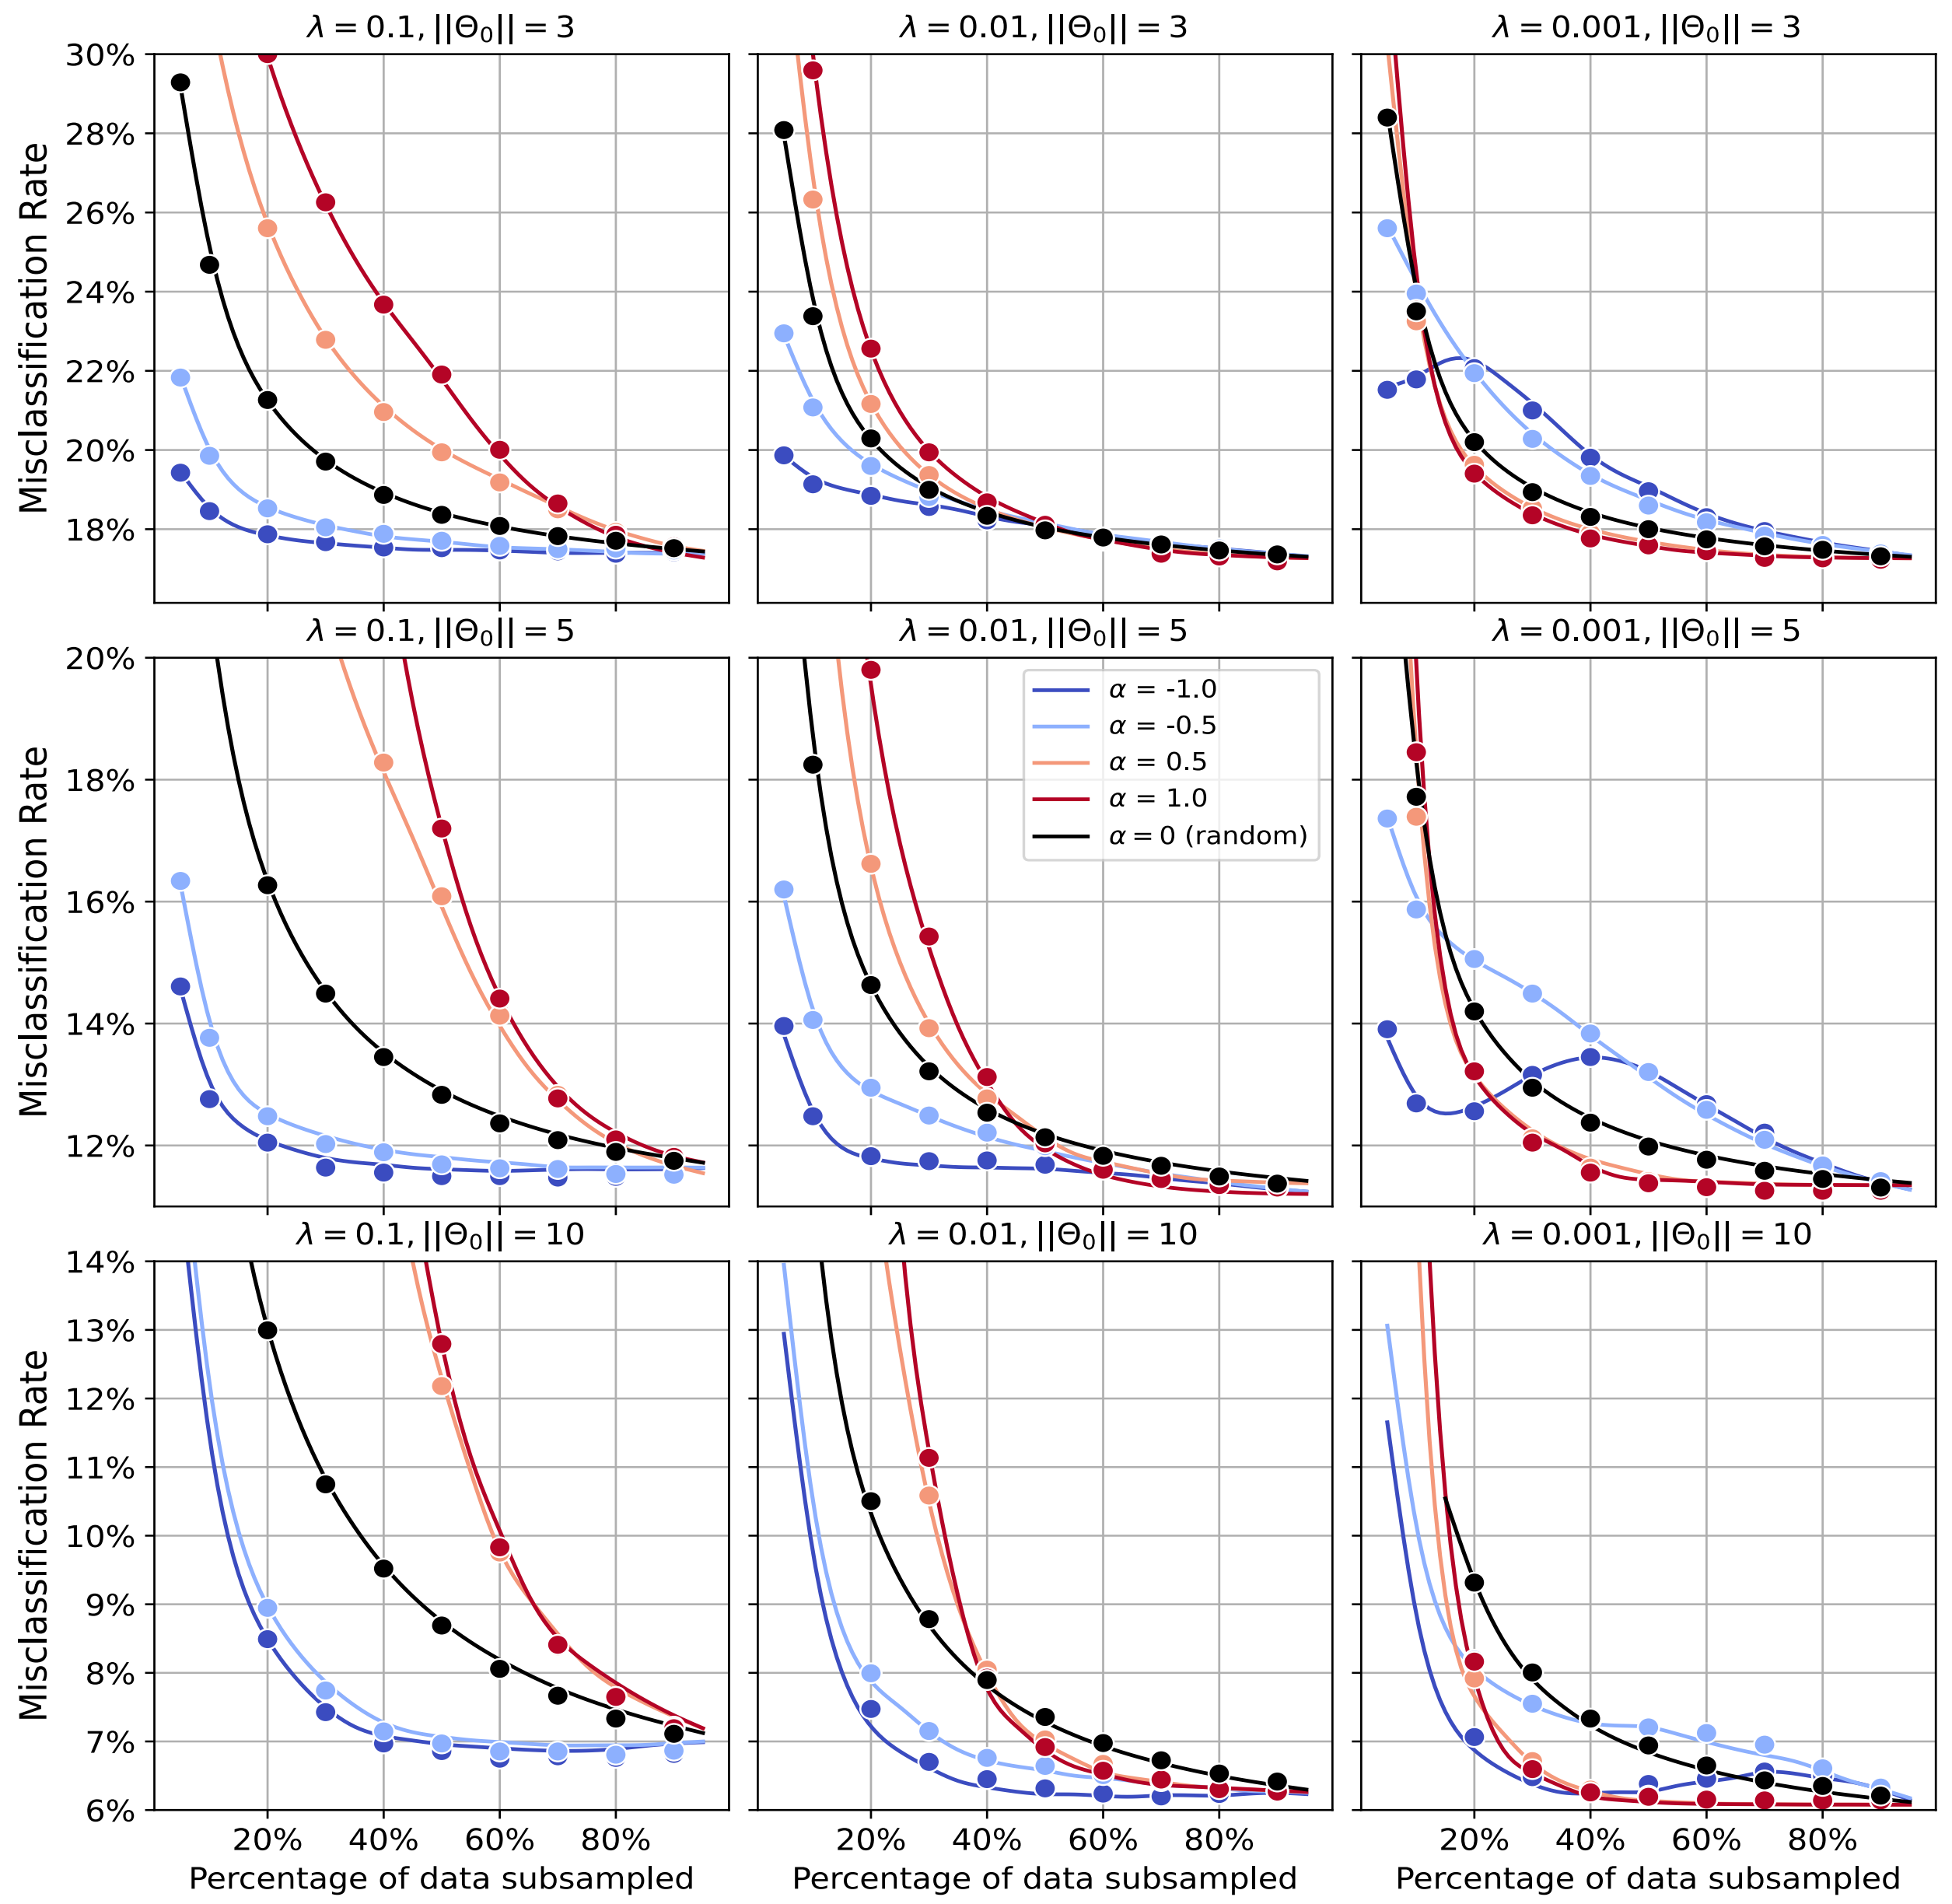 λ = 0.1, ||Θ₀|| = 3
λ = 0.01, ||Θ₀|| = 3
λ = 0.001, ||Θ₀|| = 3
Misclassification Rate
30%
28%
26%
24%
22%
20%
18%
λ = 0.1, ||Θ₀|| = 5
λ = 0.01, ||Θ₀|| = 5
λ = 0.001, ||Θ₀|| = 5
Misclassification Rate
20%
18%
16%
14%
12%
α = -1.0
α = -0.5
α = 0.5
α = 1.0
α = 0 (random)
λ = 0.1, ||Θ₀|| = 10
λ = 0.01, ||Θ₀|| = 10
λ = 0.001, ||Θ₀|| = 10
Misclassification Rate
14%
13%
12%
11%
10%
9%
8%
7%
6%
20% 40% 60% 80%
20% 40% 60% 80%
20% 40% 60% 80%
Percentage of data subsampled
Percentage of data subsampled
Percentage of data subsampled